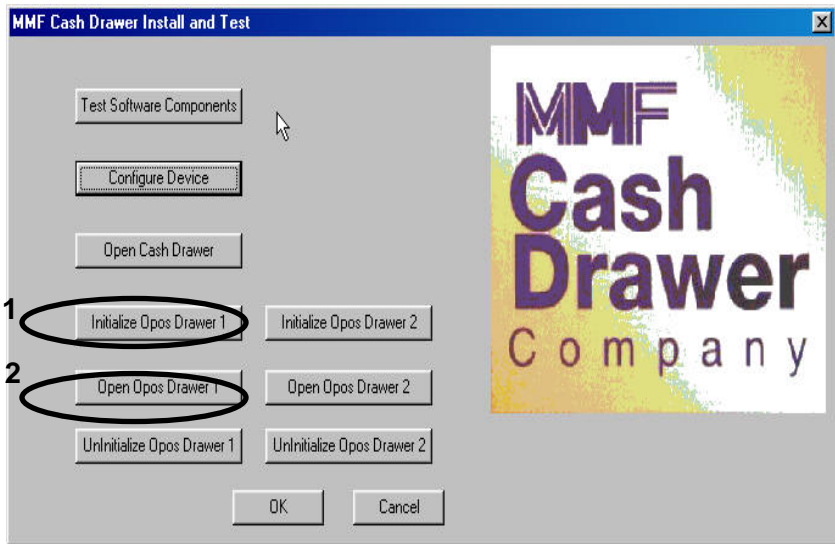 MMF Cash Drawer Install and Test
Test Software Components
Configure Device
Open Cash Drawer
1
Initialize Opos Drawer 1
Initialize Opos Drawer 2
2
Open Opos Drawer 1
Open Opos Drawer 2
UnInitialize Opos Drawer 1
UnInitialize Opos Drawer 2
OK
Cancel
MMF
Cash
Drawer
Company